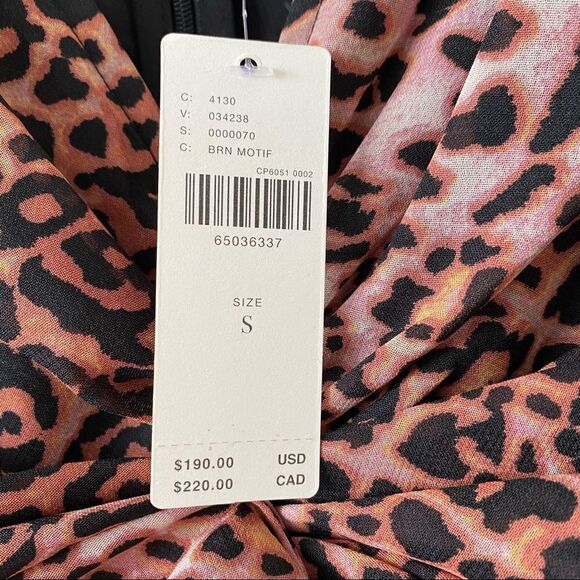 C: 4130
V: 034238
S: 0000070
C: BRN MOTIF
CP6051 0002
65036337
SIZE
S
$190.00 USD
$220.00 CAD